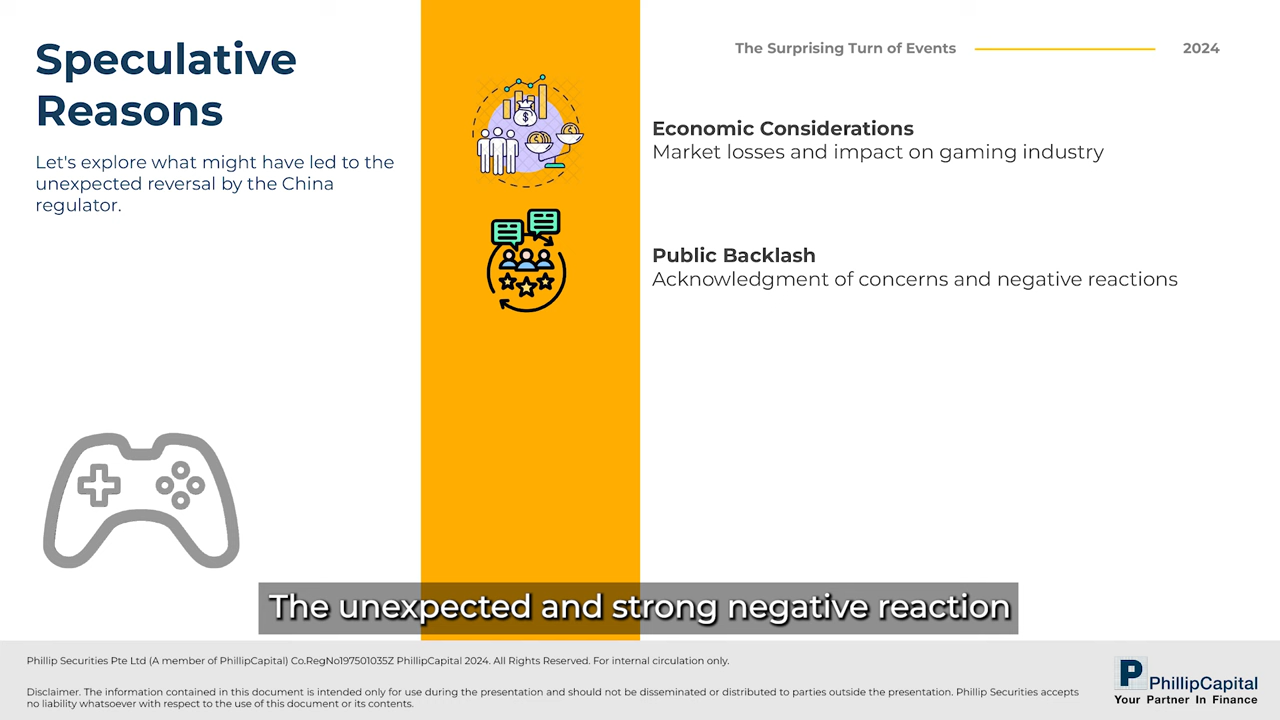 Speculative
Reasons
Let's explore what might have led to the
unexpected reversal by the China
regulator.
The Surprising Turn of Events
2024
Economic Considerations
Market losses and impact on gaming industry
Public Backlash
Acknowledgment of concerns and negative reactions
The unexpected and strong negative reaction
Phillip Securities Pte Ltd (A member of PhillipCapital) Co.RegNo197501035Z PhillipCapital 2024. All Rights Reserved. For internal circulation only.
Disclaimer. The information contained in this document is intended only for use during the presentation and should not be disseminated or distributed to parties outside the presentation. Phillip Securities accepts
no liability whatsoever with respect to the use of this document or its contents.
PhillipCapital
Your Partner In Finance